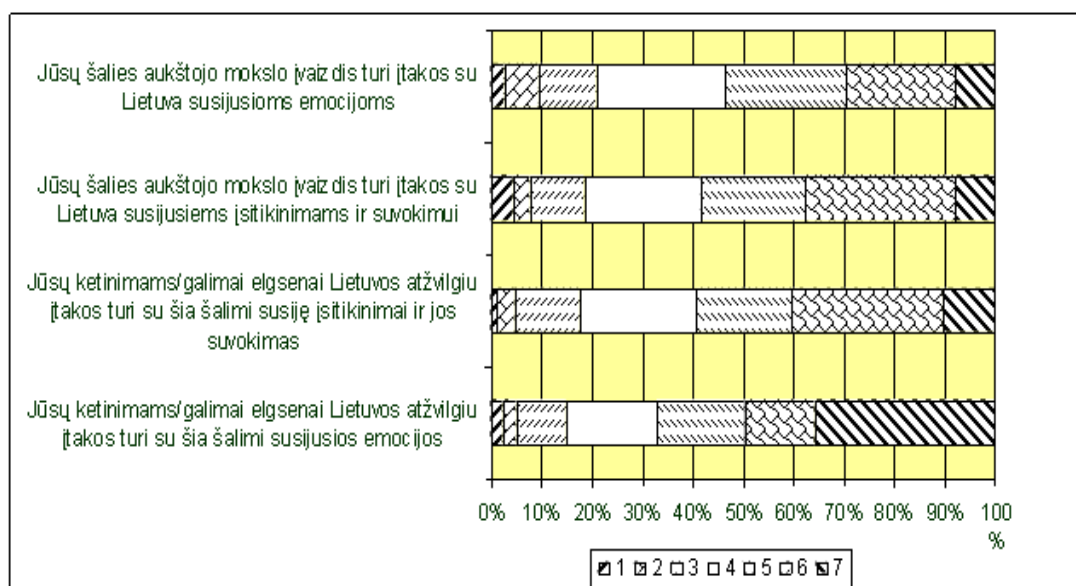 Jūsų šalies aukštojo mokslo įvaizdis turi įtakos su
Lietuva susijusioms emocijoms
Jūsų šalies aukštojo mokslo įvaizdis turi įtakos su
Lietuva susijusiems įsitikinimams ir suvokimui
Jūsų ketinimams/galimai elgsenai Lietuvos atžvilgiu
įtakos turi su šia šalimi susiję įsitikinimai ir jos
suvokimas
Jūsų ketinimams/galimai elgsenai Lietuvos atžvilgiu
įtakos turi su šia šalimi susijusios emocijos
0% 10% 20% 30% 40% 50% 60% 70% 80% 90% 100
%
1 2 3 4 5 6 7